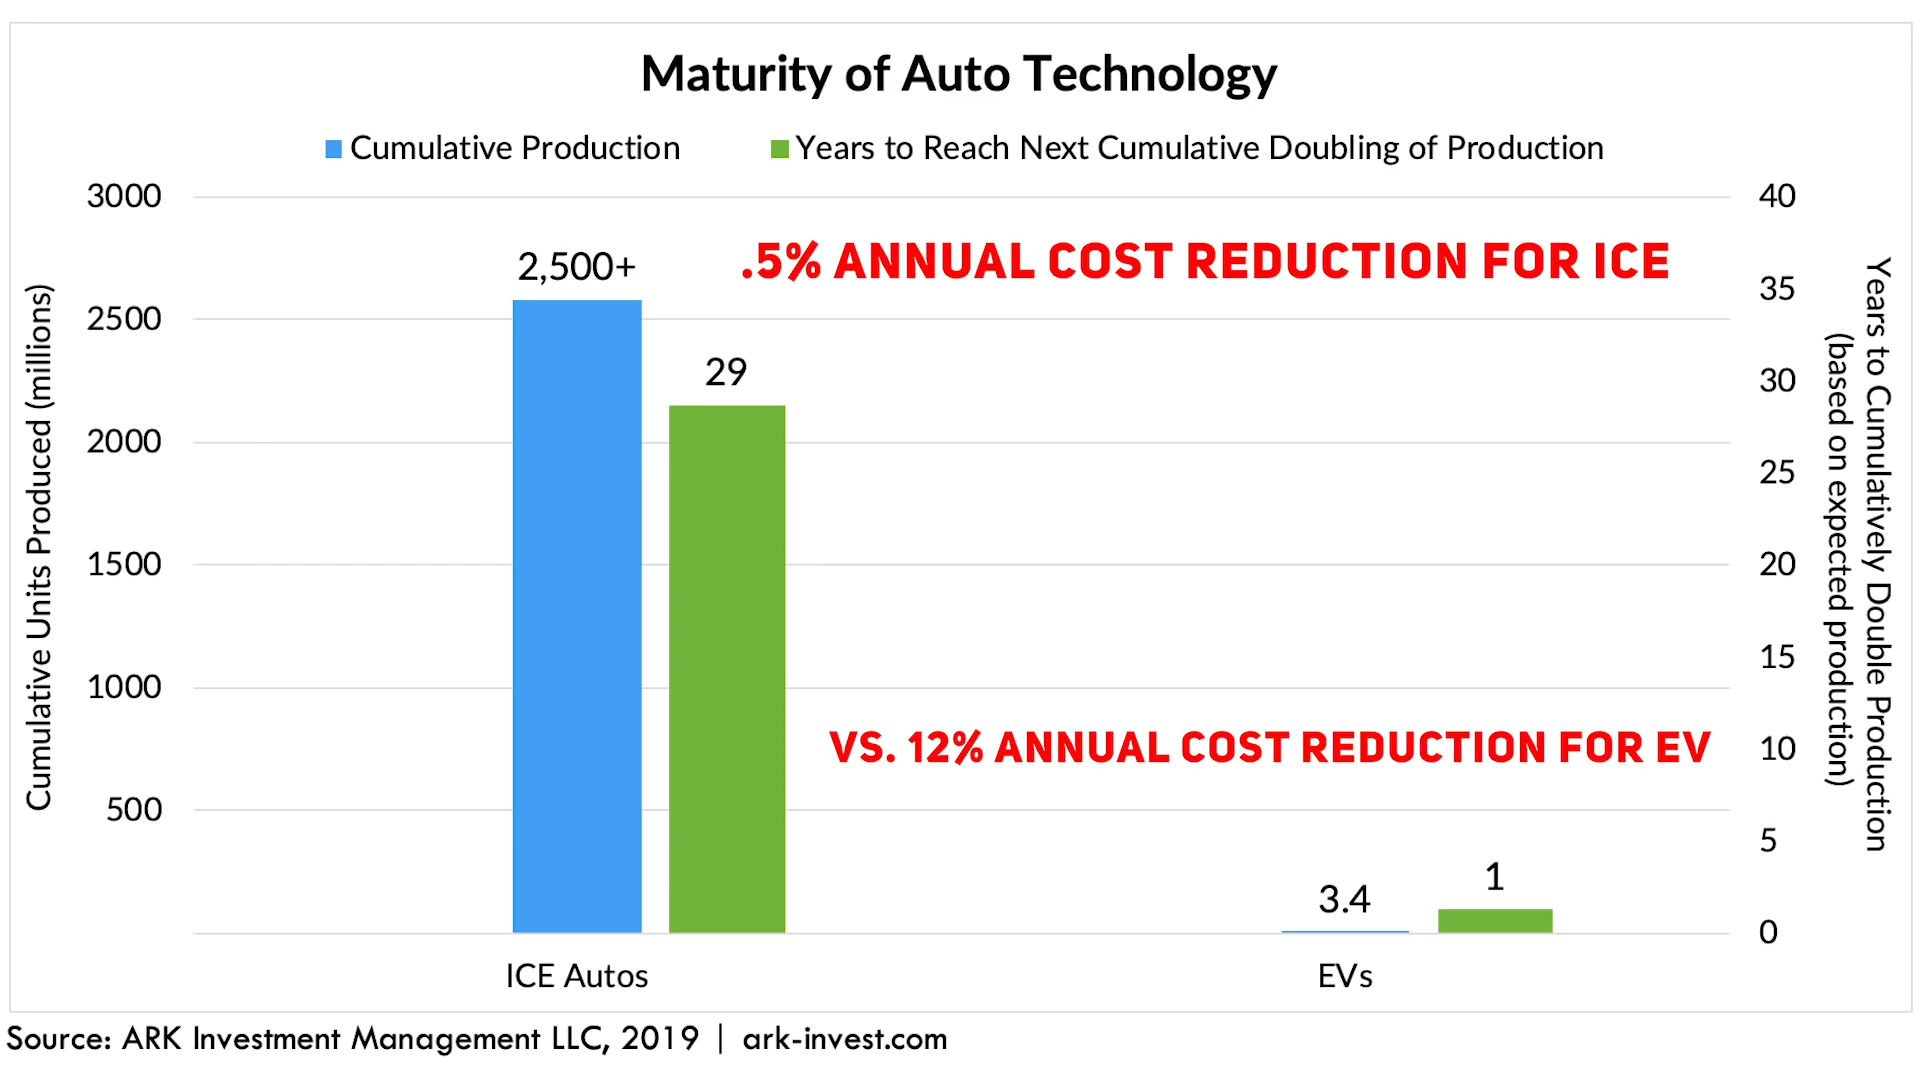 Maturity of Auto Technology
Cumulative Production
Years to Reach Next Cumulative Doubling of Production
Cumulative Units Produced (millions)
3000
2500
2000
1500
1000
500
2,500+
29
.5% ANNUAL COST REDUCTION FOR ICE
VS. 12% ANNUAL COST REDUCTION FOR EV
3.4
1
40
35
30
25
20
15
10
5
0
Years to Cumulatively Double Production
(based on expected production)
ICE Autos
EVs
Source: ARK Investment Management LLC, 2019 | ark-invest.com